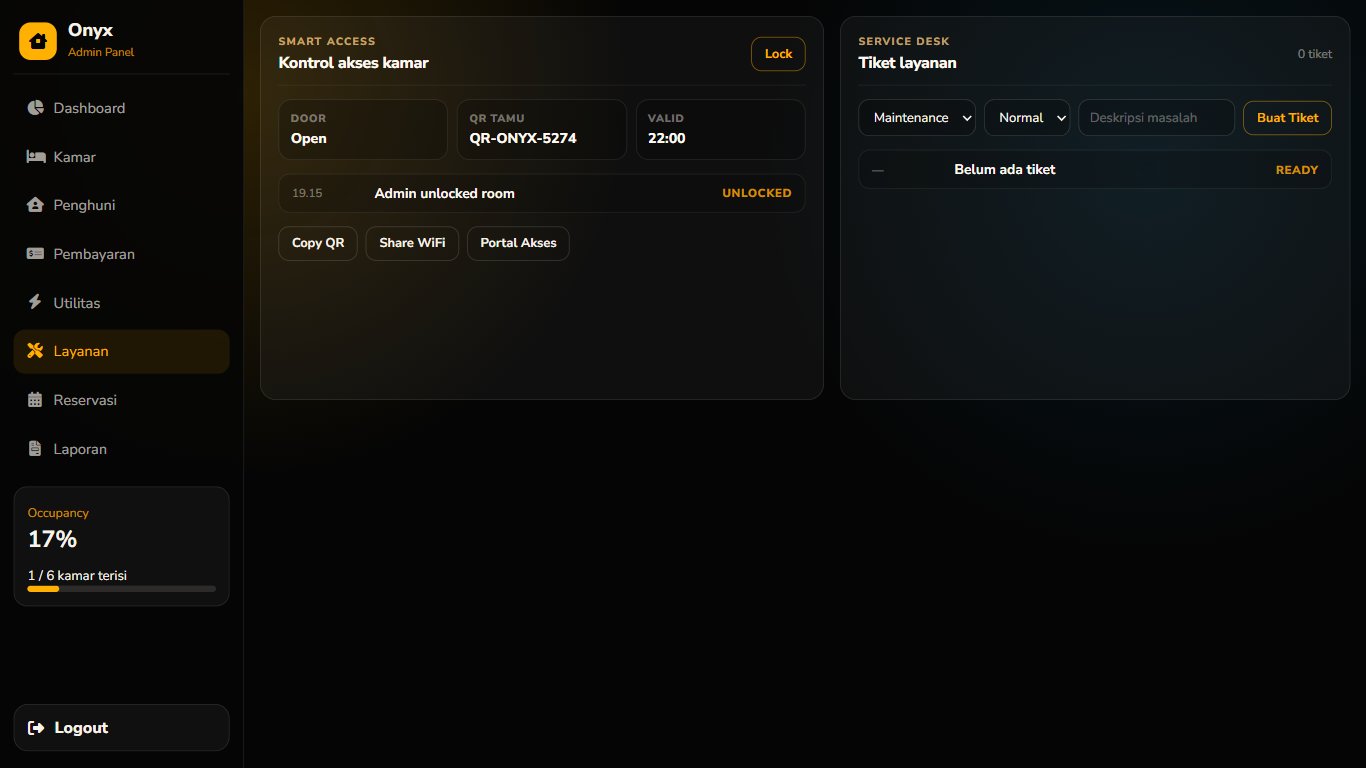 Onyx
Admin Panel
Dashboard
Kamar
Penghuni
Pembayaran
Utilitas
Layanan
Reservasi
Laporan
Occupancy
17%
1 / 6 kamar terisi
Logout
SMART ACCESS
Kontrol akses kamar
Lock
DOOR
Open
QR TAMU
QR-ONYX-5274
VALID
22:00
19.15 Admin unlocked room UNLOCKED
Copy QR Share WiFi Portal Akses
SERVICE DESK
Tiket layanan
0 tiket
Maintenance Normal Deskripsi masalah Buat Tiket
— Belum ada tiket READY